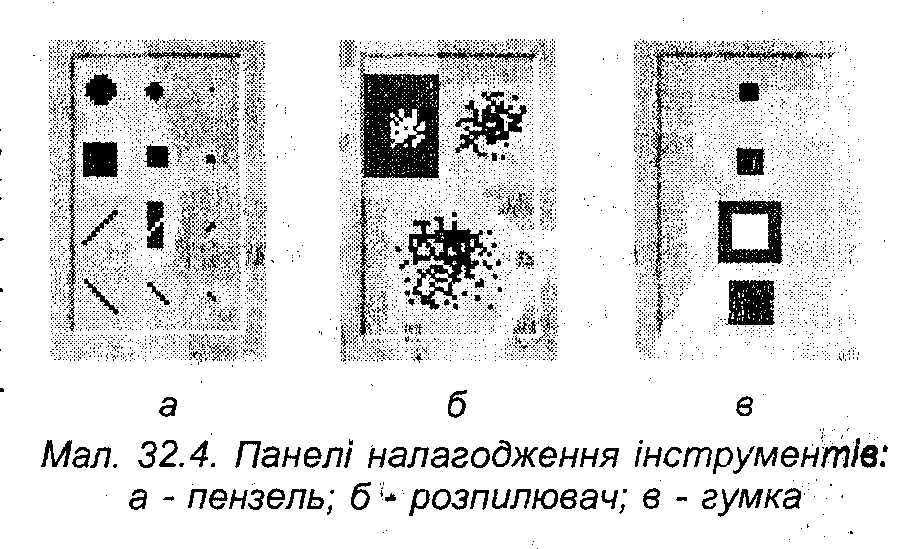 а б в
Мал. 32.4. Панелі налагодження інструментів:
а - пензель; б - розпилювач; в - гумка